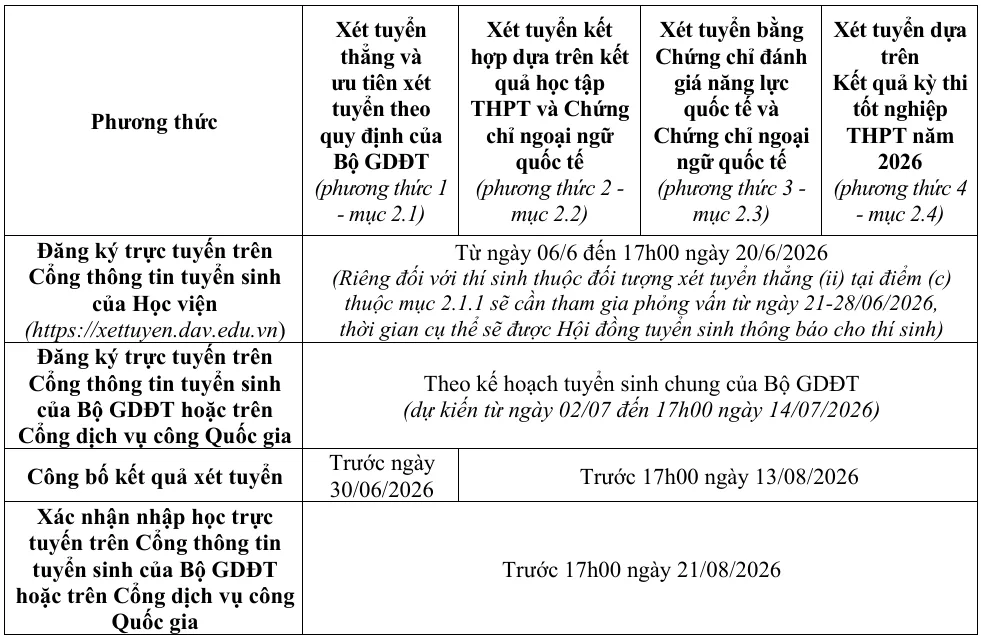 Phương thức
Xét tuyển
thẳng và
ưu tiên xét
tuyển theo
quy định của
Bộ GDĐT
(phương thức 1
- mục 2.1)
Xét tuyển kết
hợp dựa trên kết
quả học tập
THPT và Chứng
chỉ ngoại ngữ
quốc tế
(phương thức 2 -
mục 2.2)
Xét tuyển bằng
Chứng chỉ đánh
giá năng lực
quốc tế và
Chứng chỉ ngoại
ngữ quốc tế
(phương thức 3 -
mục 2.3)
Xét tuyển dựa
trên
Kết quả kỳ thi
tốt nghiệp
THPT năm
2026
(phương thức 4
- mục 2.4)
Đăng ký trực tuyến trên
Cổng thông tin tuyển sinh
của Học viện
(https://xettuyen.dav.edu.vn)
Từ ngày 06/6 đến 17h00 ngày 20/6/2026
(Riêng đối với thí sinh thuộc đối tượng xét tuyển thẳng (ii) tại điểm (c)
thuộc mục 2.1.1 sẽ cần tham gia phỏng vấn từ ngày 21-28/06/2026,
thời gian cụ thể sẽ được Hội đồng tuyển sinh thông báo cho thí sinh)
Đăng ký trực tuyến trên
Cổng thông tin tuyển sinh
của Bộ GDĐT hoặc trên
Cổng dịch vụ công Quốc gia
Theo kế hoạch tuyển sinh chung của Bộ GDĐT
(dự kiến từ ngày 02/07 đến 17h00 ngày 14/07/2026)
Công bố kết quả xét tuyển
Trước ngày
30/06/2026
Trước 17h00 ngày 13/08/2026
Xác nhận nhập học trực
tuyến trên Cổng thông tin
tuyển sinh của Bộ GDĐT
hoặc trên Cổng dịch vụ công
Quốc gia
Trước 17h00 ngày 21/08/2026